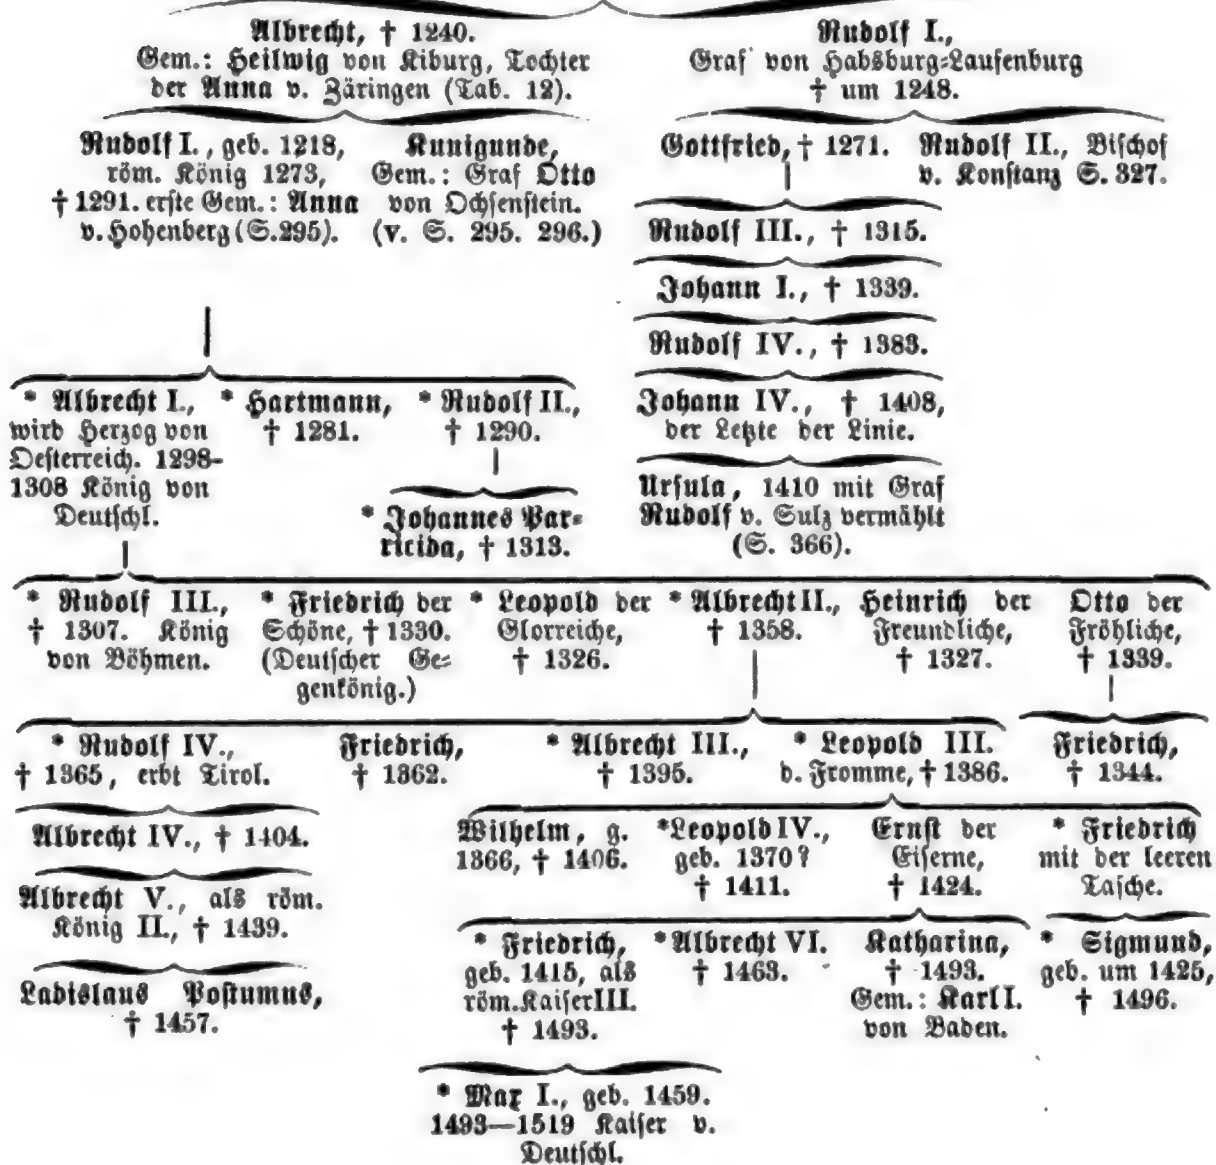 Albrecht, † 1240.
Gem.: Heilwig von Kiburg, Tochter
der Anna v. Zäringen (Tab. 12).
Rudolf I.,
Graf von Habsburg-Laufenburg
† um 1248.
Rudolf I., geb. 1218,
röm. König 1273,
† 1291. erste Gem.: Anna
v. Hohenberg (S. 295).
Kunigunde,
Gem.: Graf Otto
von Ochsenstein.
(v. S. 295. 296.)
Gottfried, † 1271.
Rudolf II., Bischof
v. Konstanz S. 327.
Rudolf III., † 1315.
Johann I., † 1339.
Rudolf IV., † 1383.
Johann IV., † 1408,
der Letzte der Linie.
Ursula, 1410 mit Graf
Rudolf v. Sulz vermählt
(S. 366).
* Albrecht I.,
wird Herzog von
Oesterreich. 1298-
1308 König von
Deutschl.
* Hartmann,
† 1281.
* Rudolf II.,
† 1290.
* Johannes Par-
ricida, † 1313.
* Rudolf III.,
† 1307. König
von Böhmen.
* Friedrich der
Schöne, † 1330.
(Deutscher Ge-
genkönig.)
* Leopold der
Glorreiche,
† 1326.
* Albrecht II.,
† 1358.
Heinrich der
Freundliche,
† 1327.
Otto der
Fröhliche,
† 1339.
* Rudolf IV.,
† 1365, erbt Tirol.
Friedrich,
† 1362.
* Albrecht III.,
† 1395.
* Leopold III.
d. Fromme, † 1386.
Friedrich,
† 1344.
Albrecht IV., † 1404.
Albrecht V., als röm.
König II., † 1439.
Ladislaus Postumus,
† 1457.
Wilhelm, g.
1366, † 1406.
*Leopold IV.,
geb. 1370?
† 1411.
Ernst der
Eiserne,
† 1424.
* Friedrich
mit der leeren
Tasche.
* Friedrich,
geb. 1415, als
röm. Kaiser III.
† 1493.
*Albrecht VI.
† 1463.
Katharina,
† 1493.
Gem.: Karl I.
von Baden.
* Sigmund,
geb. um 1425,
† 1496.
* Max I., geb. 1459.
1493—1519 Kaiser v.
Deutschl.